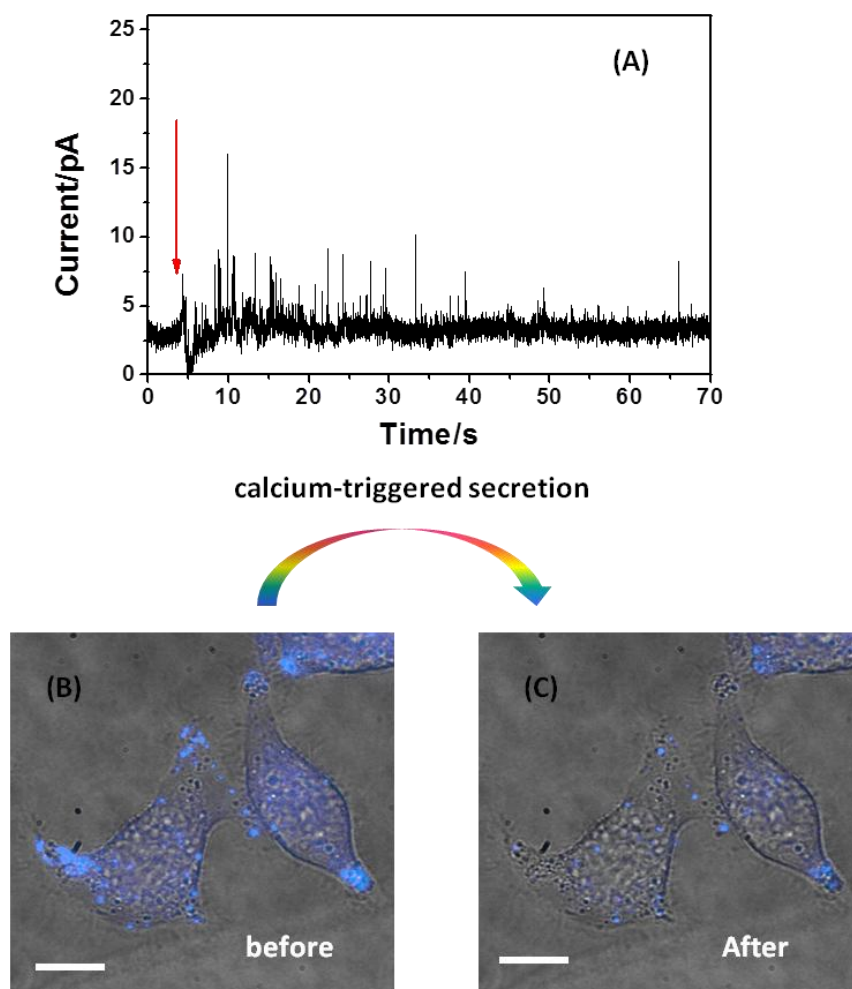 (A)
Current/pA
25
20
15
10
5
0
0 10 20 30 40 50 60 70
Time/s
calcium-triggered secretion
(B)
before
(C)
After